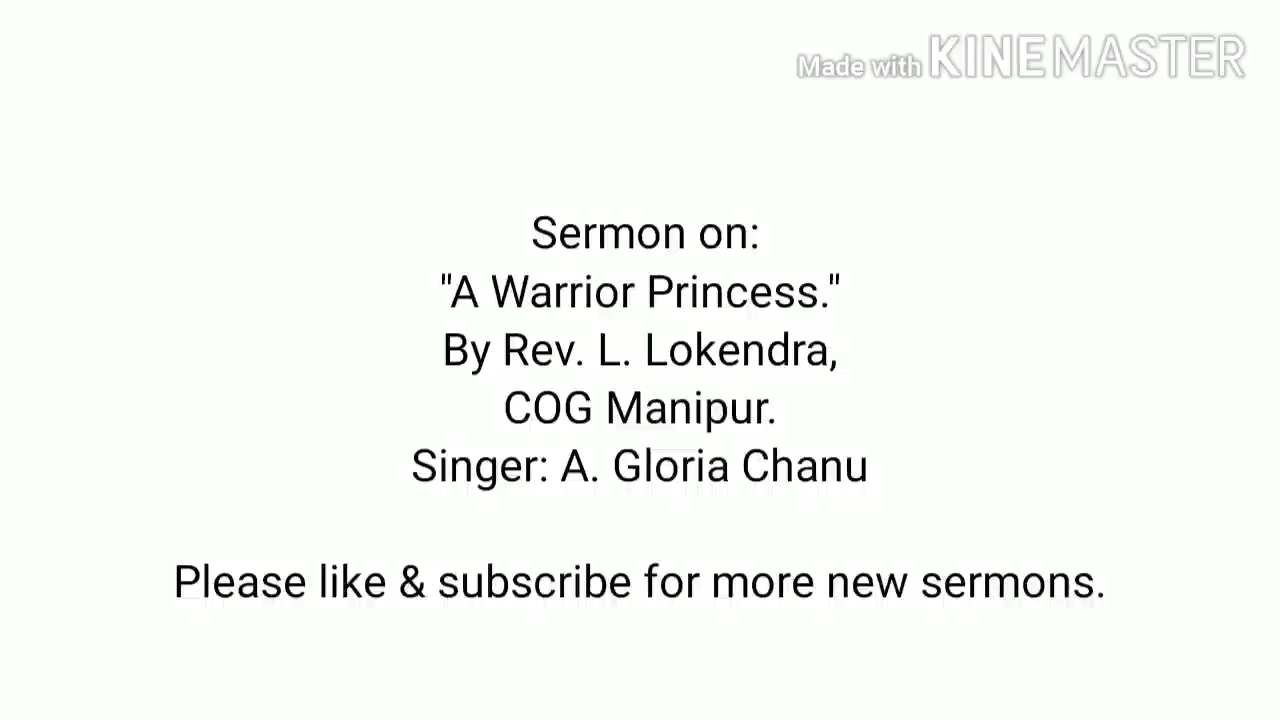 Made with KINEMASTER
Sermon on:
"A Warrior Princess."
By Rev. L. Lokendra,
COG Manipur.
Singer: A. Gloria Chanu
Please like & subscribe for more new sermons.